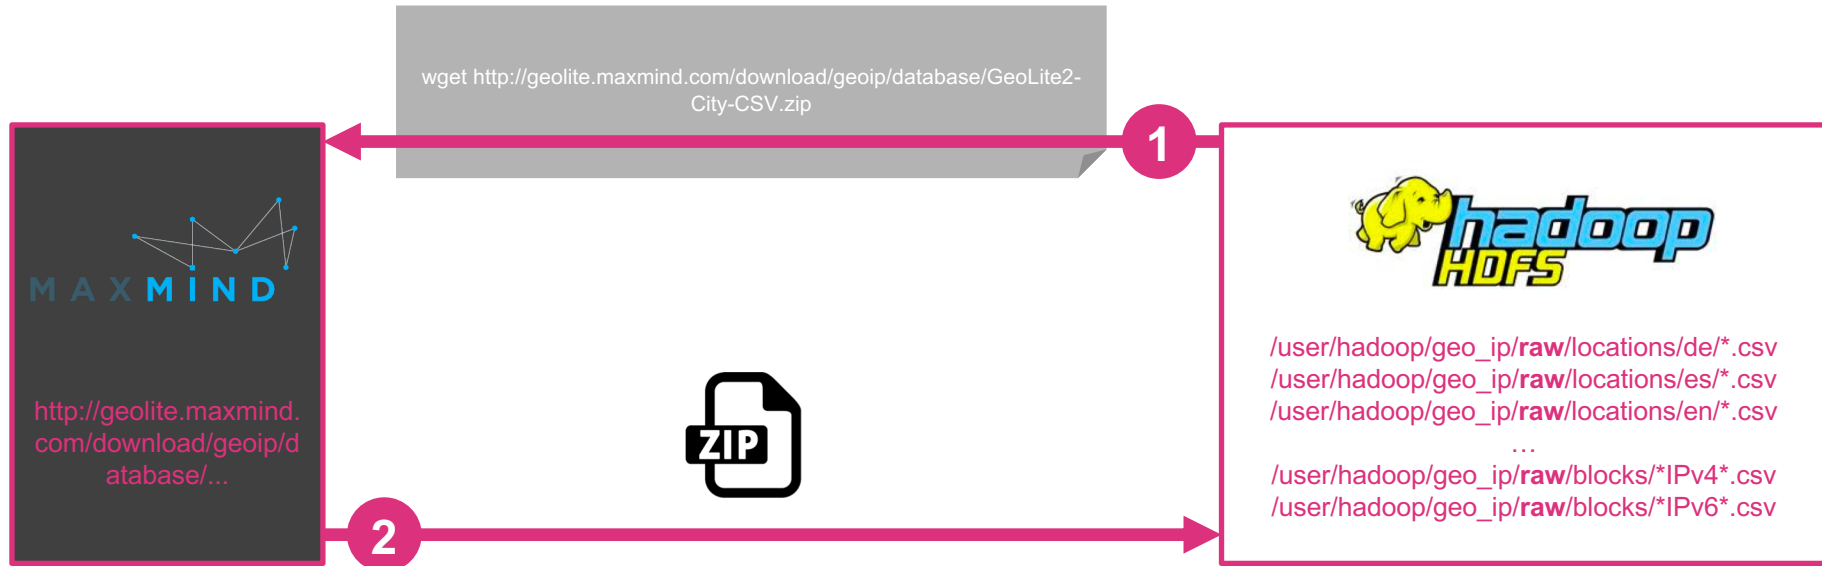 wget http://geolite.maxmind.com/download/geoip/database/GeoLite2-
City-CSV.zip
1
MAXMIND
http://geolite.maxmind.
com/download/geoip/d
atabase/...
ZIP
2
hadoop
HDFS
/user/hadoop/geo_ip/raw/locations/de/*.csv
/user/hadoop/geo_ip/raw/locations/es/*.csv
/user/hadoop/geo_ip/raw/locations/en/*.csv
…
/user/hadoop/geo_ip/raw/blocks/*IPv4*.csv
/user/hadoop/geo_ip/raw/blocks/*IPv6*.csv